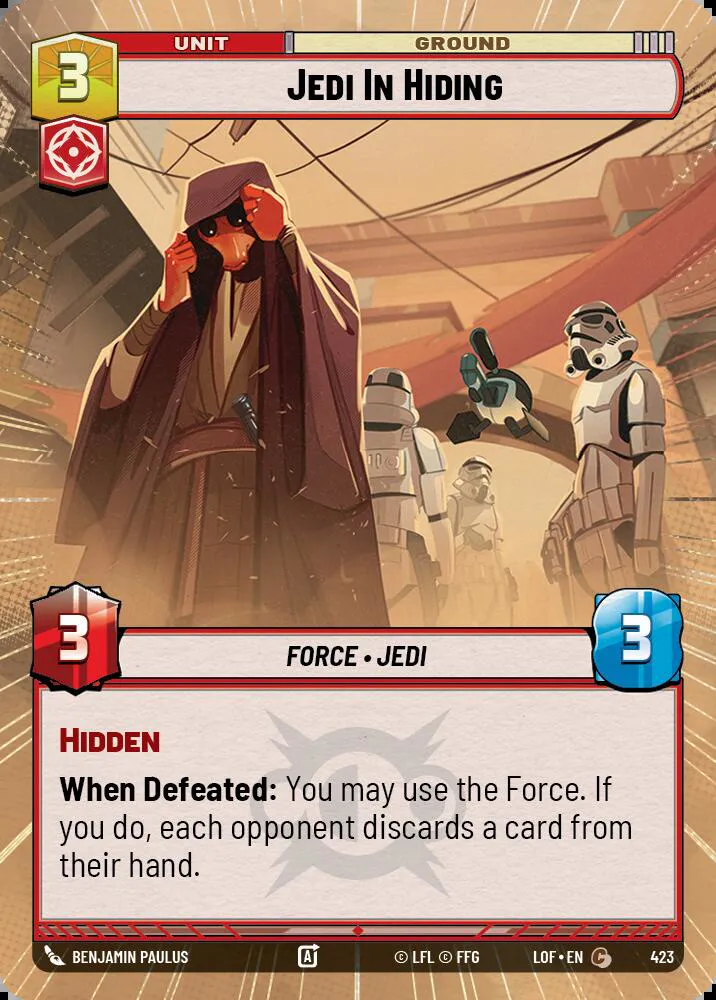 UNIT
GROUND
3
JEDI IN HIDING
3
FORCE • JEDI
3
HIDDEN
When Defeated: You may use the Force. If
you do, each opponent discards a card from
their hand.
BENJAMIN PAULUS
A
© LFL © FFG
LOF • EN
C
423